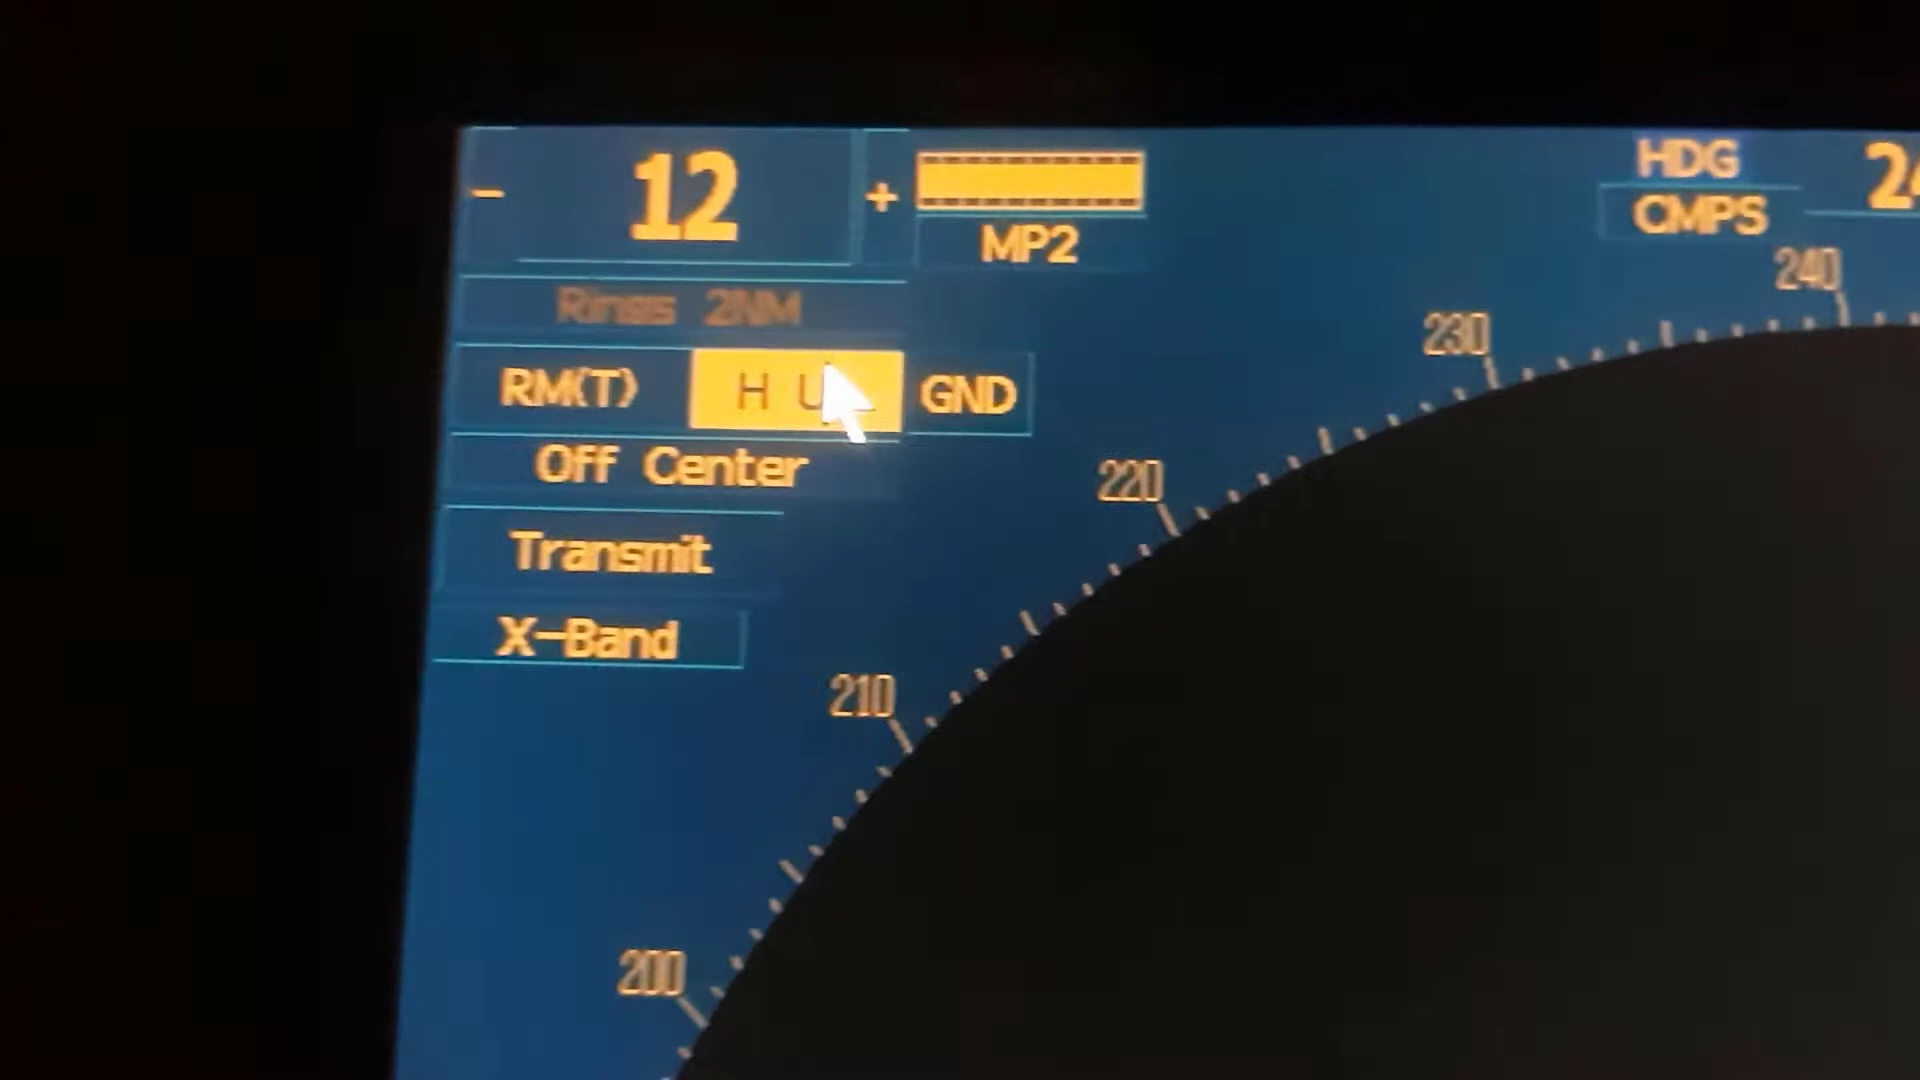 - 12 +
MP2
HDG
CMPS
Rings 2NM
RM(T) H U GND
Off Center
Transmit
X-Band
240
230
220
210
200